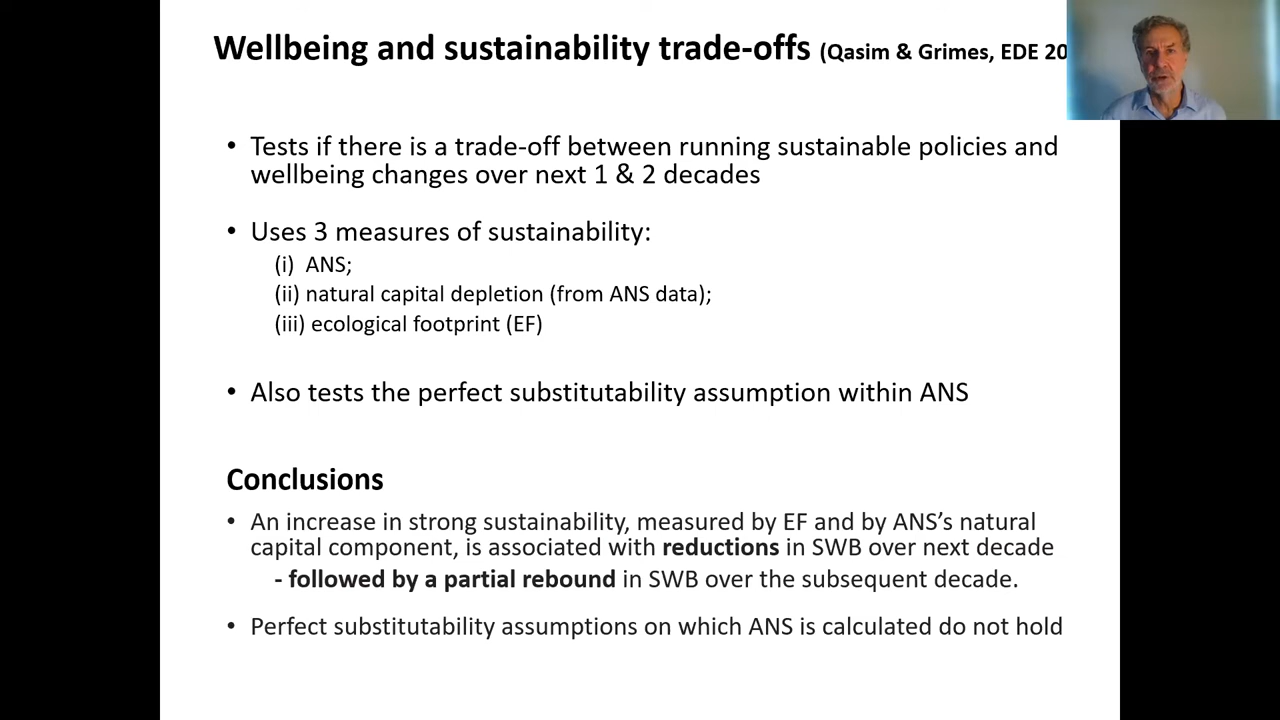 Wellbeing and sustainability trade-offs (Qasim & Grimes, EDE 20
• Tests if there is a trade-off between running sustainable policies and
wellbeing changes over next 1 & 2 decades
• Uses 3 measures of sustainability:
(i) ANS;
(ii) natural capital depletion (from ANS data);
(iii) ecological footprint (EF)
• Also tests the perfect substitutability assumption within ANS
Conclusions
• An increase in strong sustainability, measured by EF and by ANS’s natural
capital component, is associated with reductions in SWB over next decade
- followed by a partial rebound in SWB over the subsequent decade.
• Perfect substitutability assumptions on which ANS is calculated do not hold